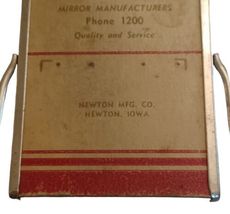 MIRROR MANUFACTURERS
Phone 1200
Quality and Service
NEWTON MFG. CO.
NEWTON, IOWA